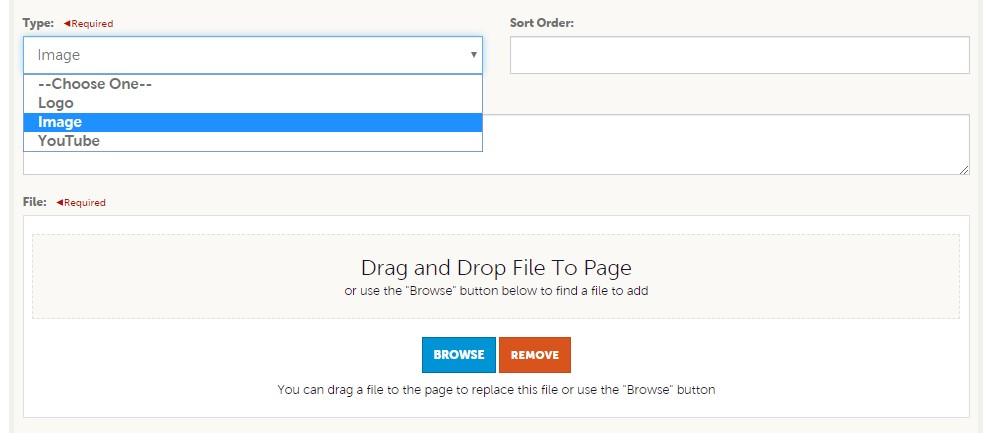 Type: ◄Required
Sort Order:
Image
--Choose One--
Logo
Image
YouTube
File: ◄Required
Drag and Drop File To Page
or use the "Browse" button below to find a file to add
BROWSE REMOVE
You can drag a file to the page to replace this file or use the "Browse" button